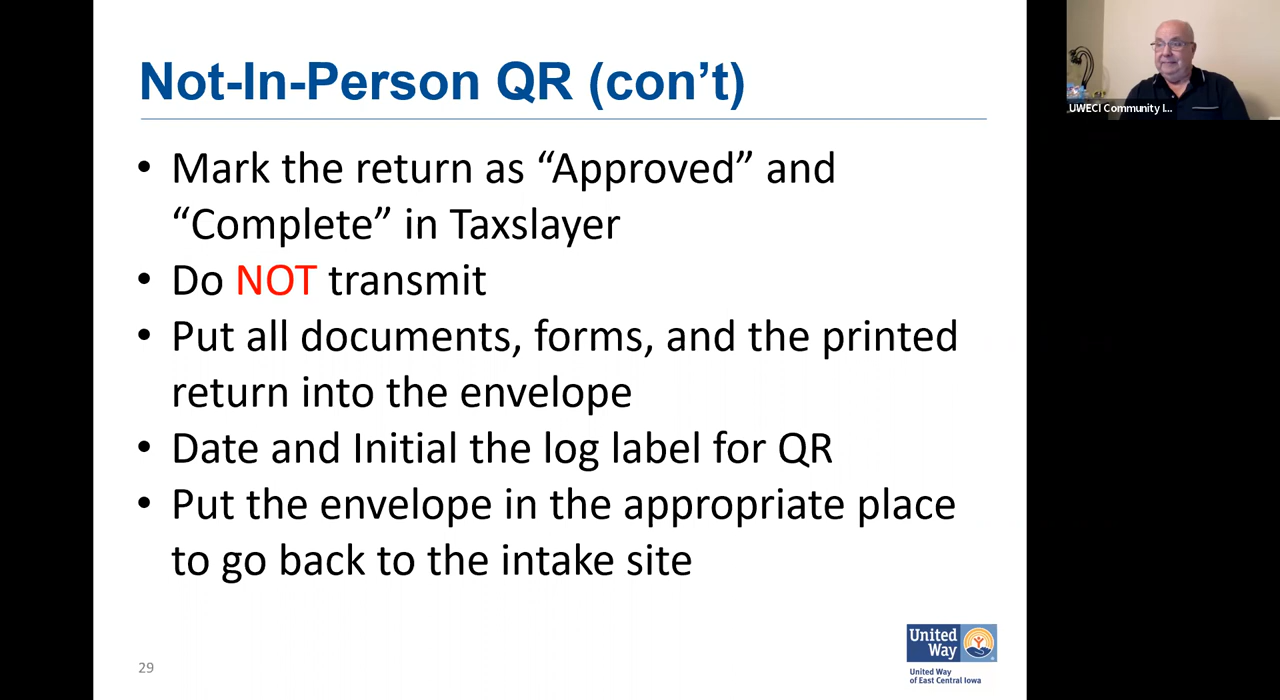 Not-In-Person QR (con’t)
• Mark the return as “Approved” and
“Complete” in Taxslayer
• Do NOT transmit
• Put all documents, forms, and the printed
return into the envelope
• Date and Initial the log label for QR
• Put the envelope in the appropriate place
to go back to the intake site
29
United
Way
United Way
of East Central Iowa
UWECI Community I...